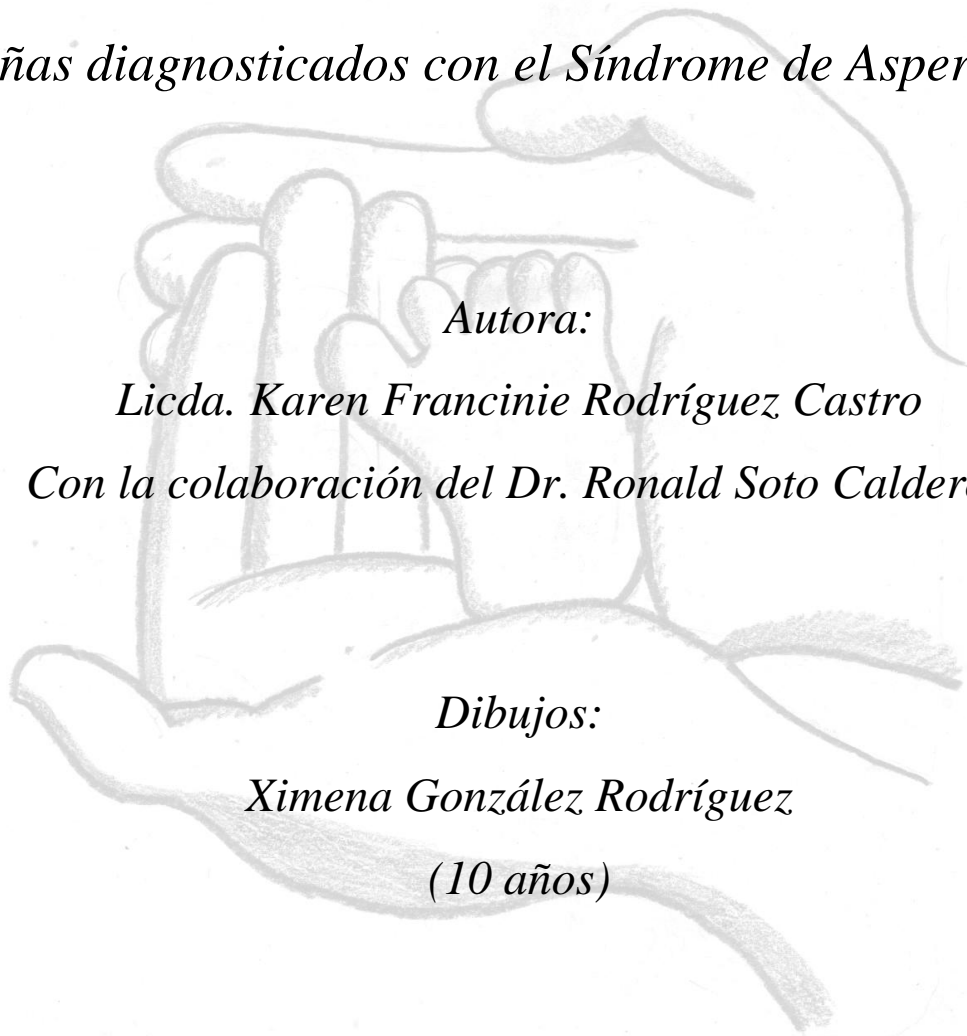 ñas diagnosticados con el Síndrome de Asper
Autora:
Licda. Karen Francinie Rodríguez Castro
Con la colaboración del Dr. Ronald Soto Calder
Dibujos:
Ximena González Rodríguez
(10 años)